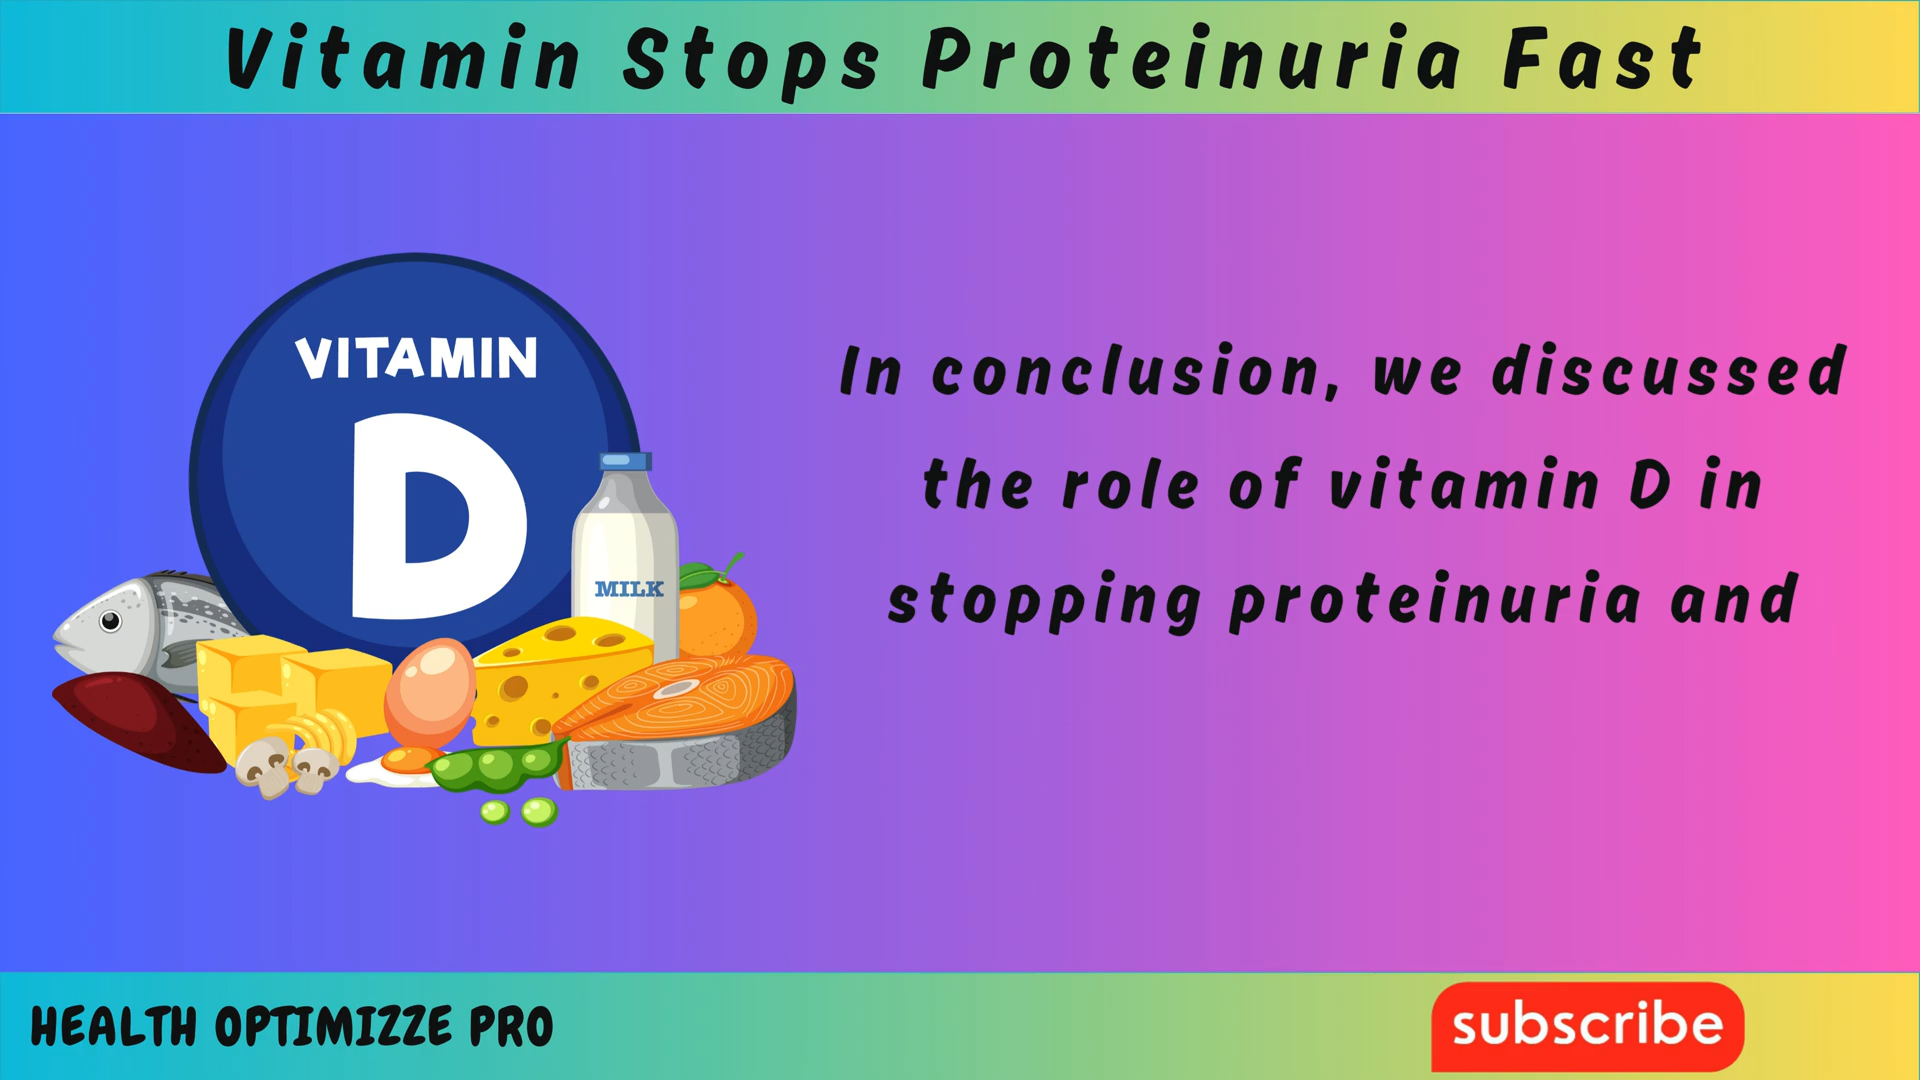 Vitamin Stops Proteinuria Fast
VITAMIN
D
MILK
In conclusion, we discussed
the role of vitamin D in
stopping proteinuria and
HEALTH OPTIMIZZE PRO
subscribe